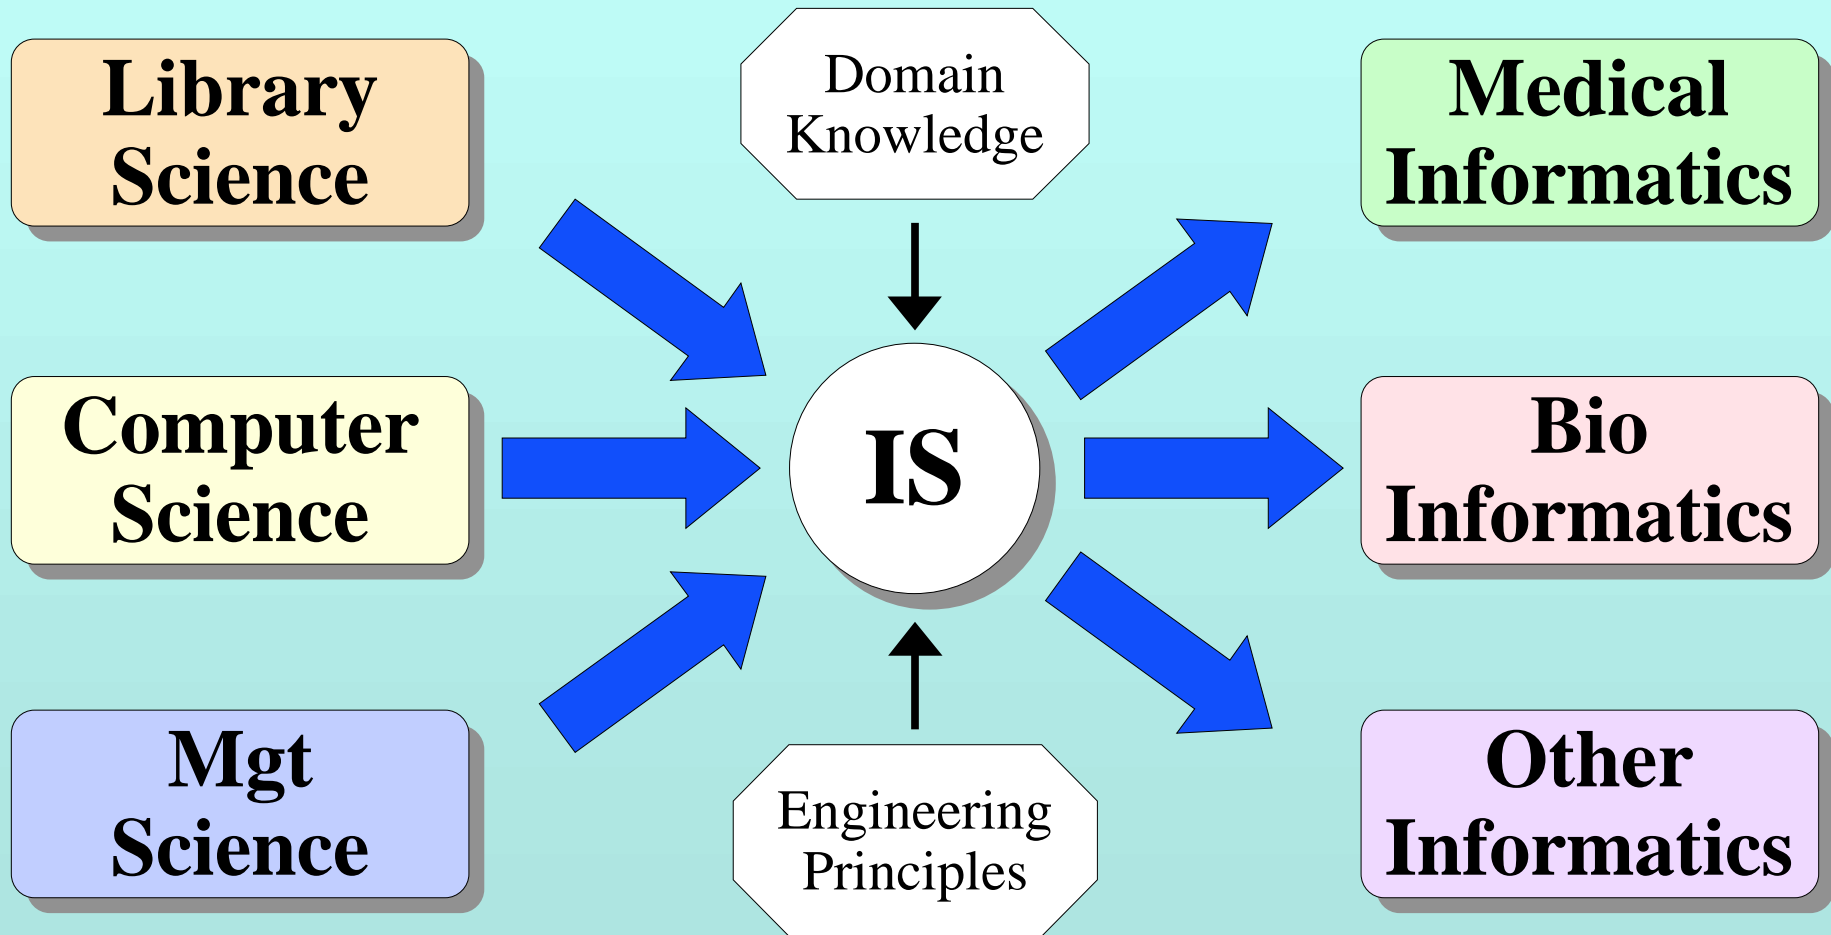 Library
Science
Domain
Knowledge
Medical
Informatics
Computer
Science
IS
Bio
Informatics
Mgt
Science
Engineering
Principles
Other
Informatics